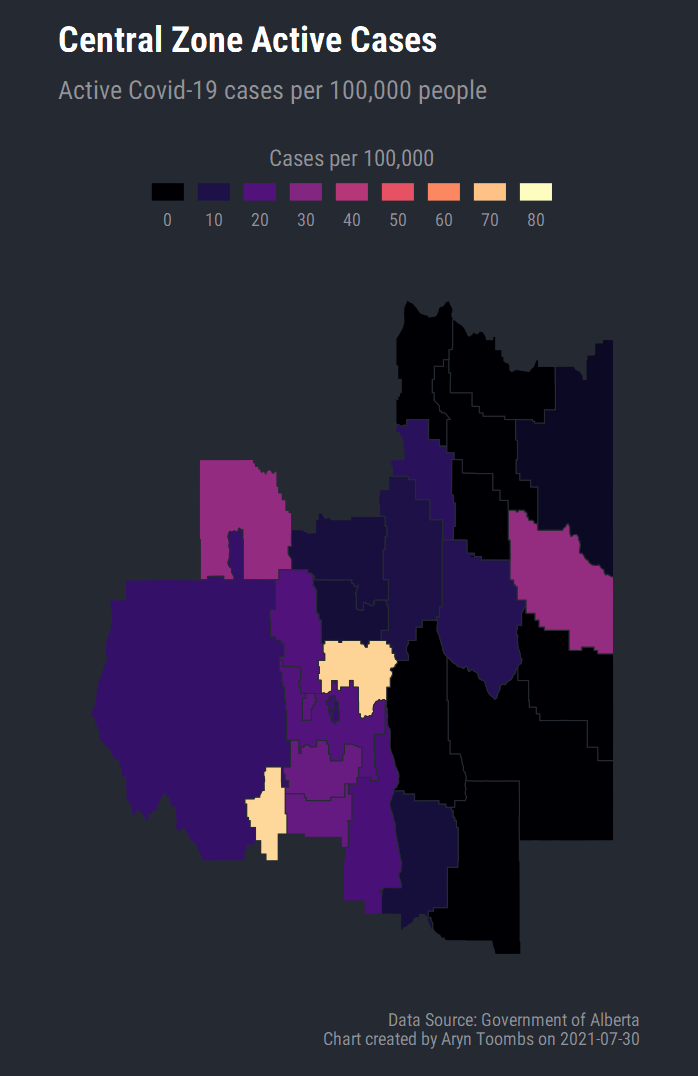 Central Zone Active Cases
Active Covid-19 cases per 100,000 people
Cases per 100,000
0 10 20 30 40 50 60 70 80
Data Source: Government of Alberta
Chart created by Aryn Toombs on 2021-07-30